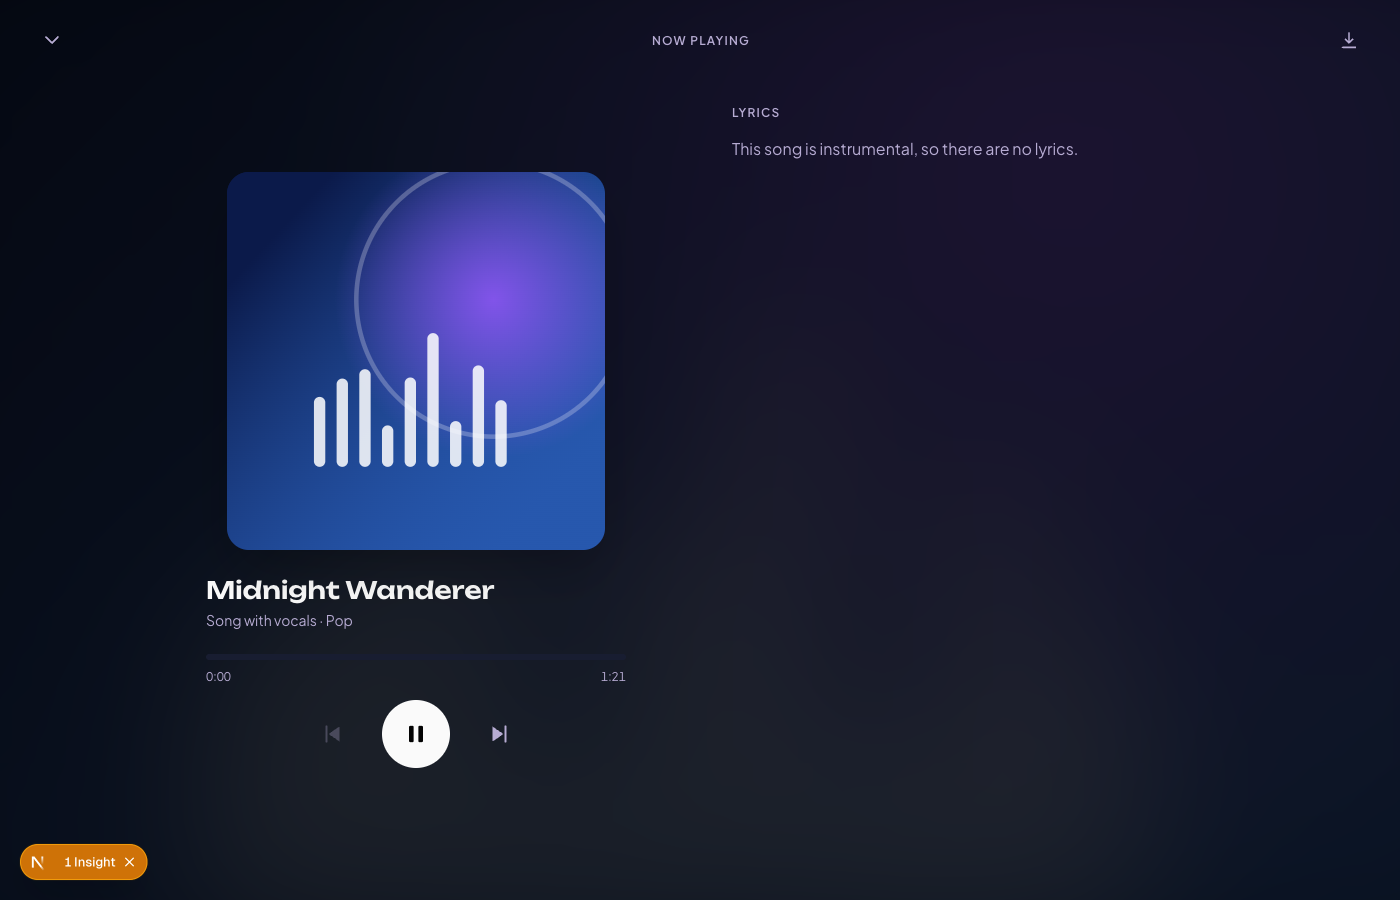 NOW PLAYING
LYRICS
This song is instrumental, so there are no lyrics.
Midnight Wanderer
Song with vocals · Pop
0:00
1:21
N
1 Insight